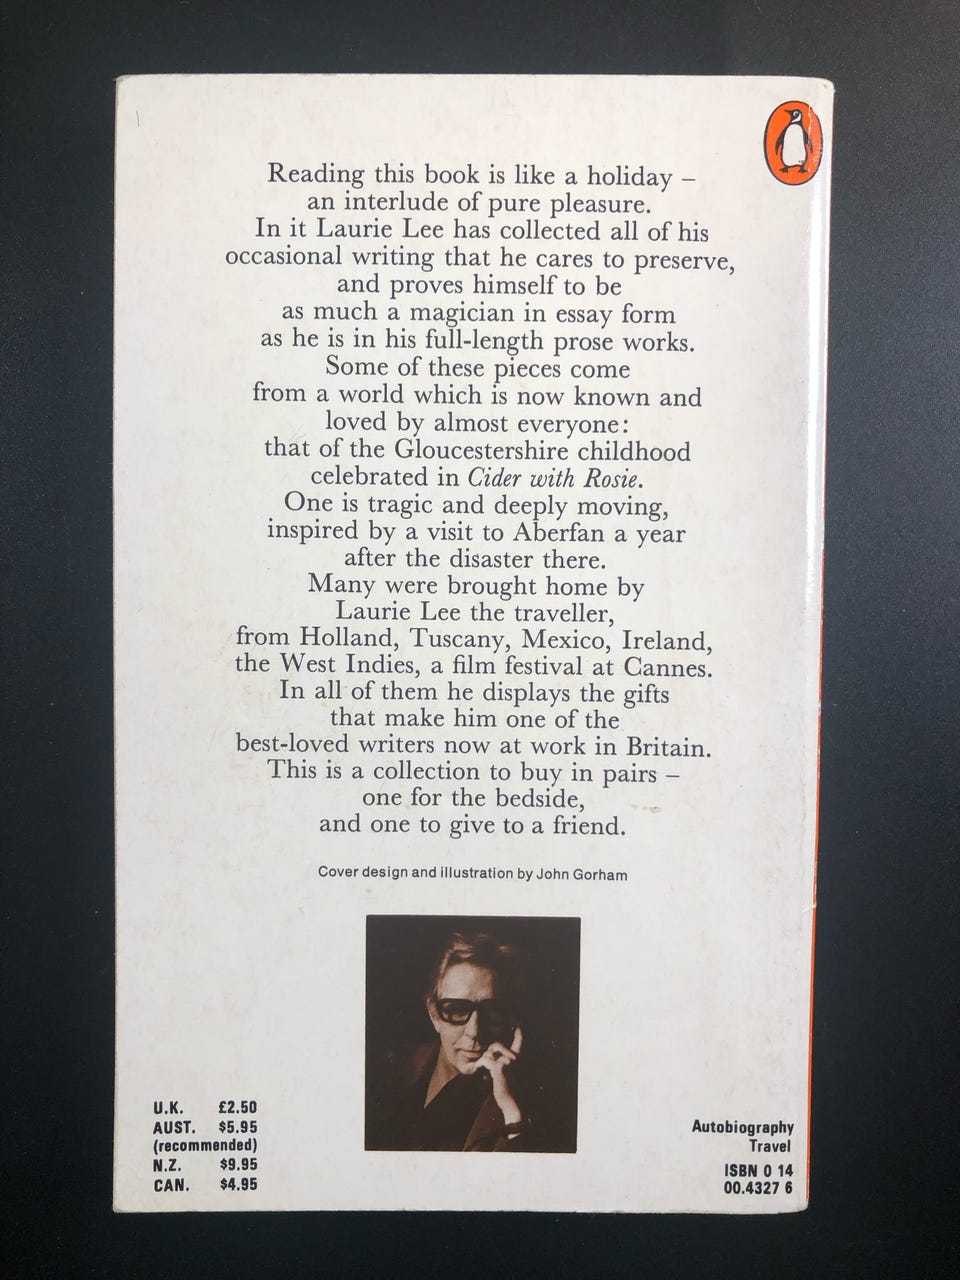 Reading this book is like a holiday –
an interlude of pure pleasure.
In it Laurie Lee has collected all of his
occasional writing that he cares to preserve,
and proves himself to be
as much a magician in essay form
as he is in his full-length prose works.
Some of these pieces come
from a world which is now known and
loved by almost everyone:
that of the Gloucestershire childhood
celebrated in Cider with Rosie.
One is tragic and deeply moving,
inspired by a visit to Aberfan a year
after the disaster there.
Many were brought home by
Laurie Lee the traveller,
from Holland, Tuscany, Mexico, Ireland,
the West Indies, a film festival at Cannes.
In all of them he displays the gifts
that make him one of the
best-loved writers now at work in Britain.
This is a collection to buy in pairs –
one for the bedside,
and one to give to a friend.
Cover design and illustration by John Gorham
U.K. £2.50
AUST. $5.95
(recommended)
N.Z. $9.95
CAN. $4.95
Autobiography
Travel
ISBN 0 14
00.4327 6